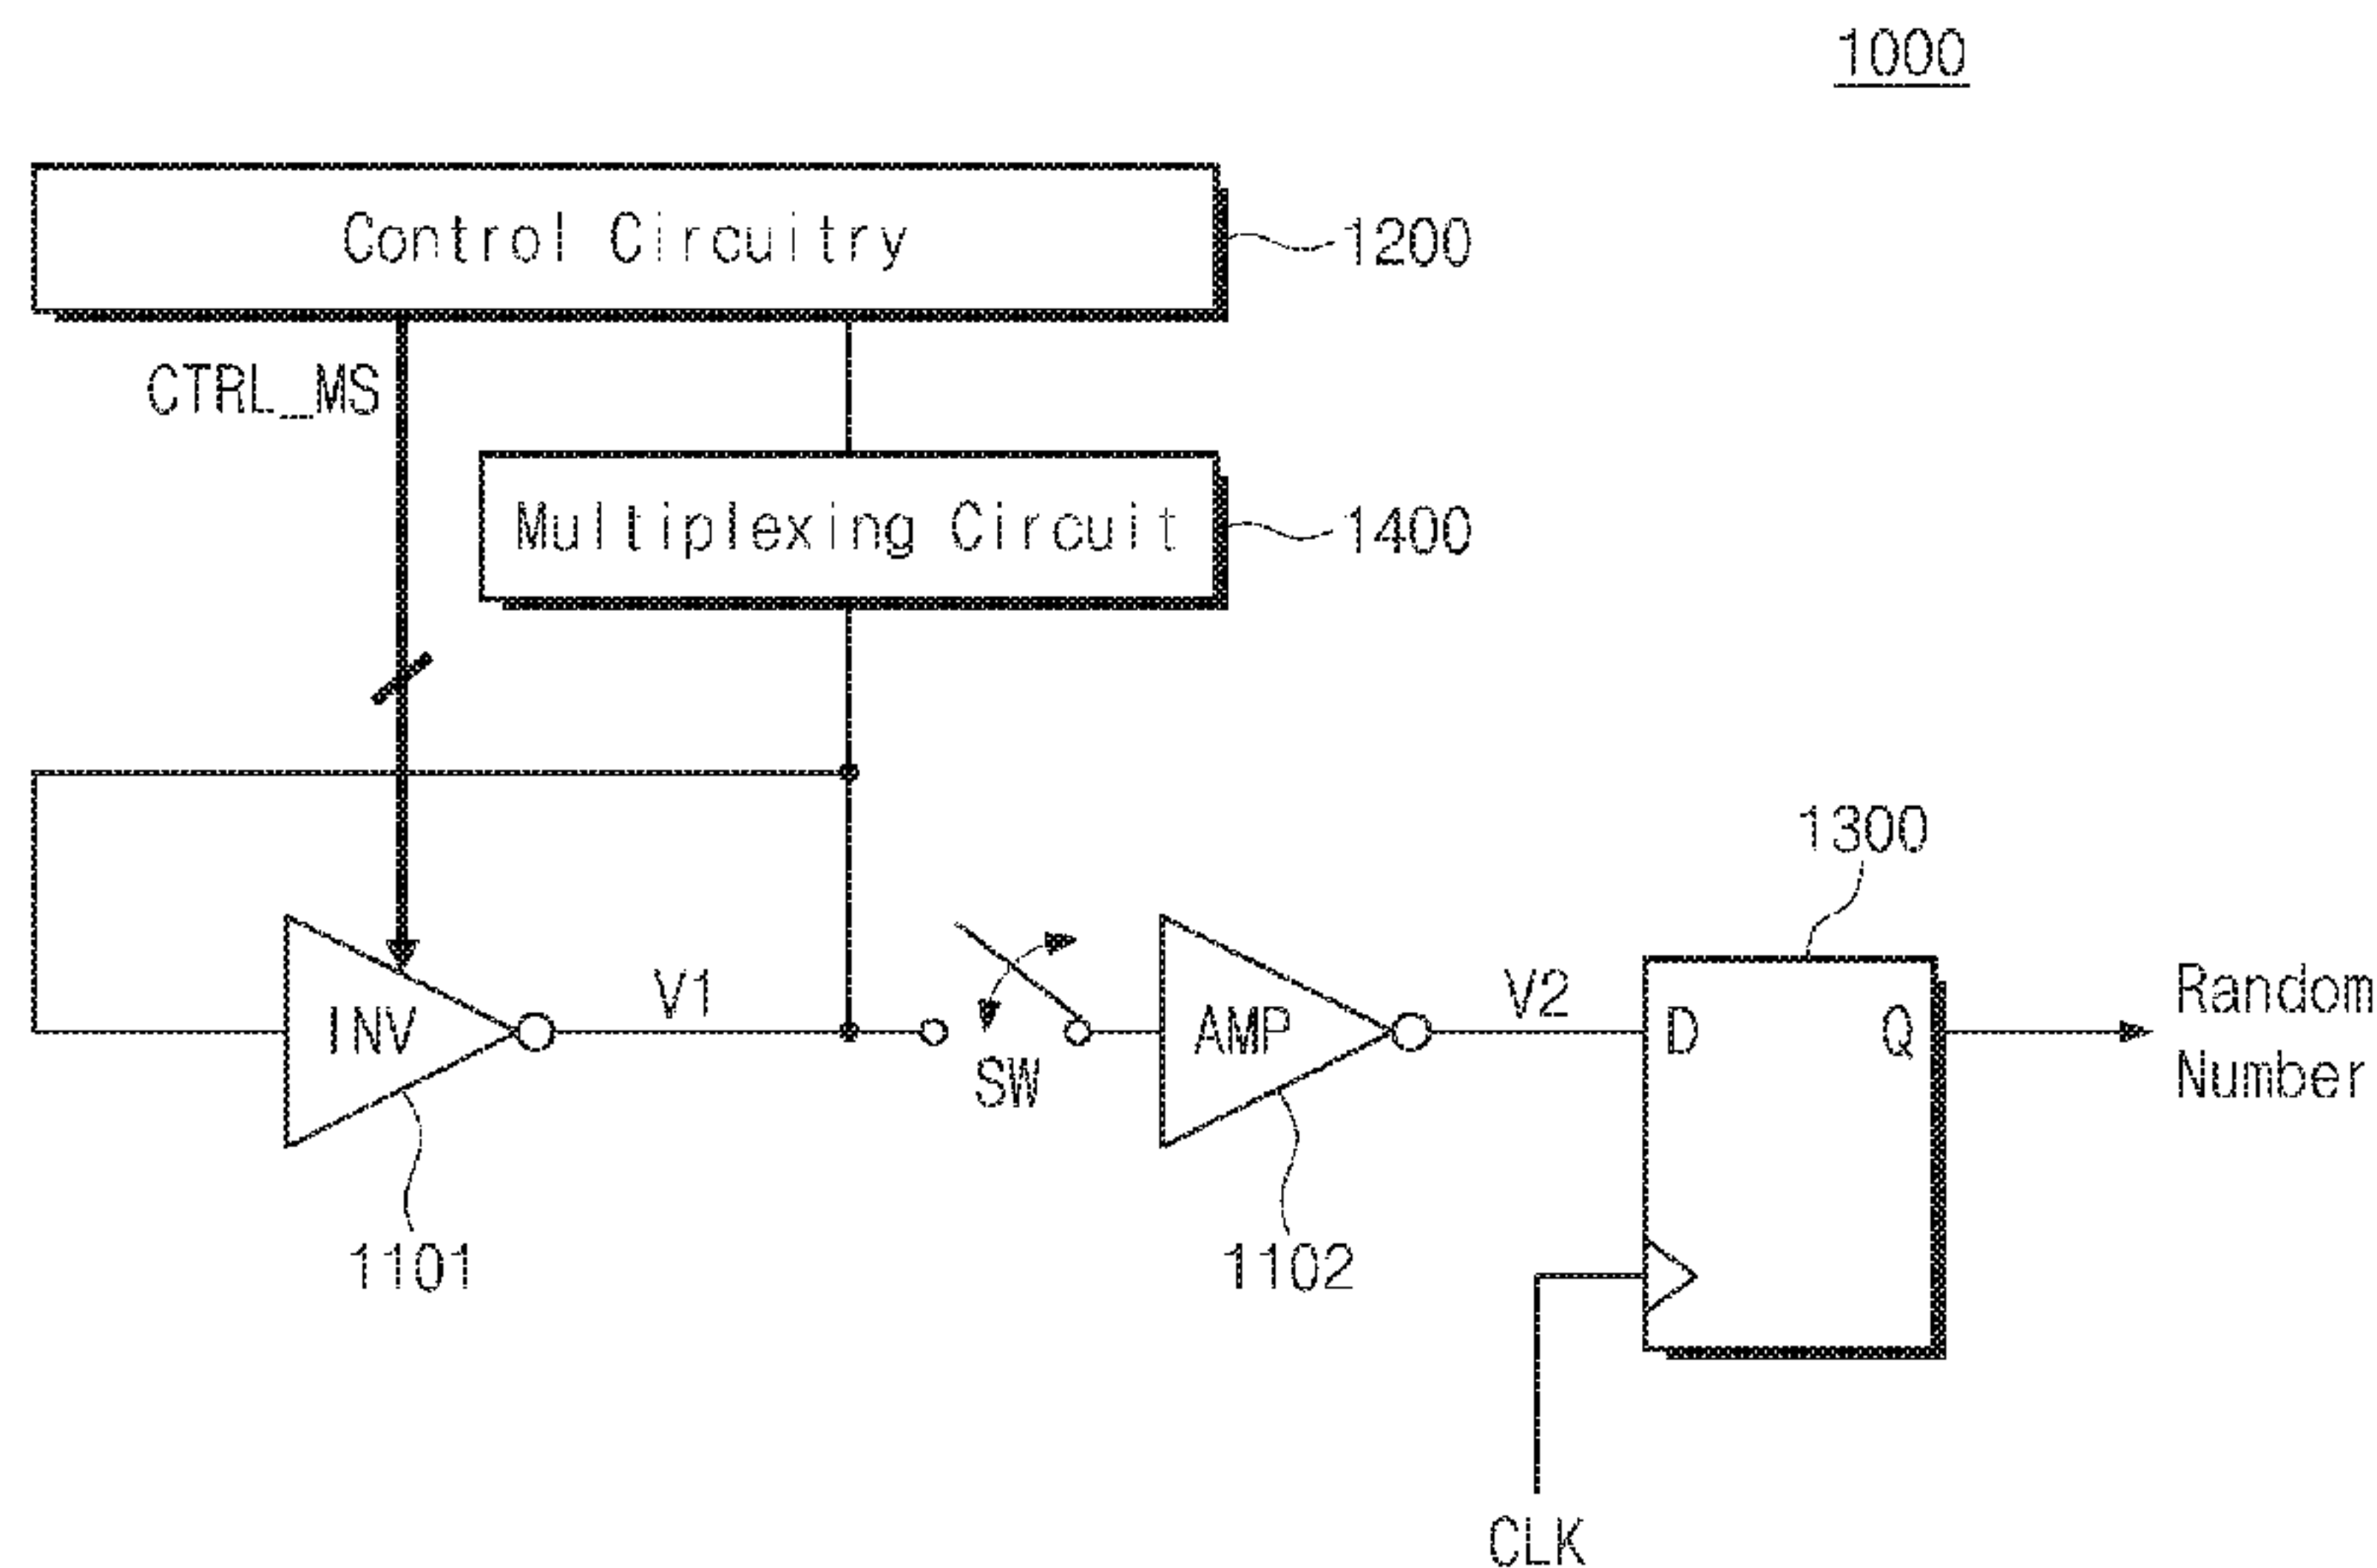 1000
Control Circuitry
1200
CTRL_MS
Multiplexing Circuit
1400
1300
INV
V1
SW
AMP
V2
D
Q
Random
Number
1101
1102
CLK